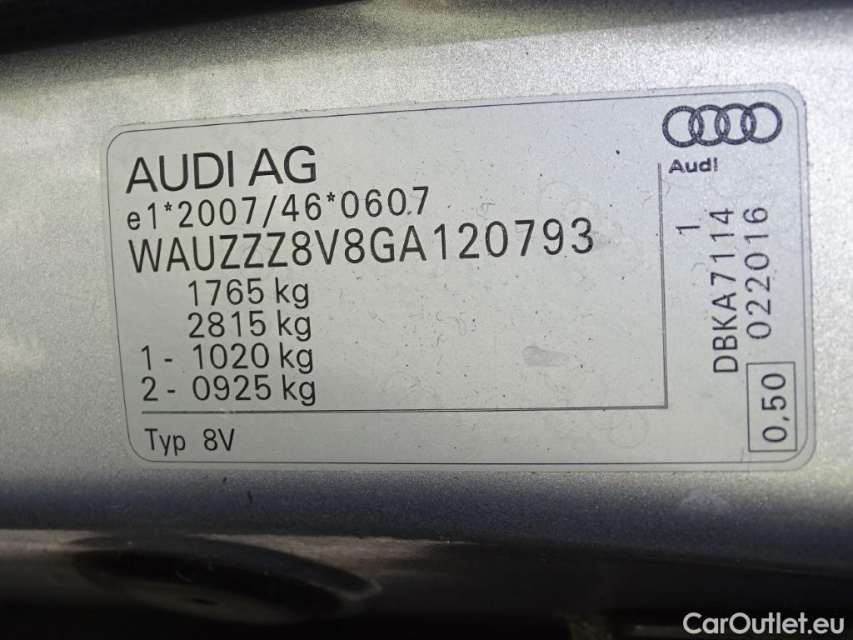 AUDI AG
e1*2007/46*0607
WAUZZZ8V8GA120793
1765 kg
2815 kg
1 - 1020 kg
2 - 0925 kg
Typ 8V
Audi
DBKA7114 1
022016
0,50
CarOutlet.eu